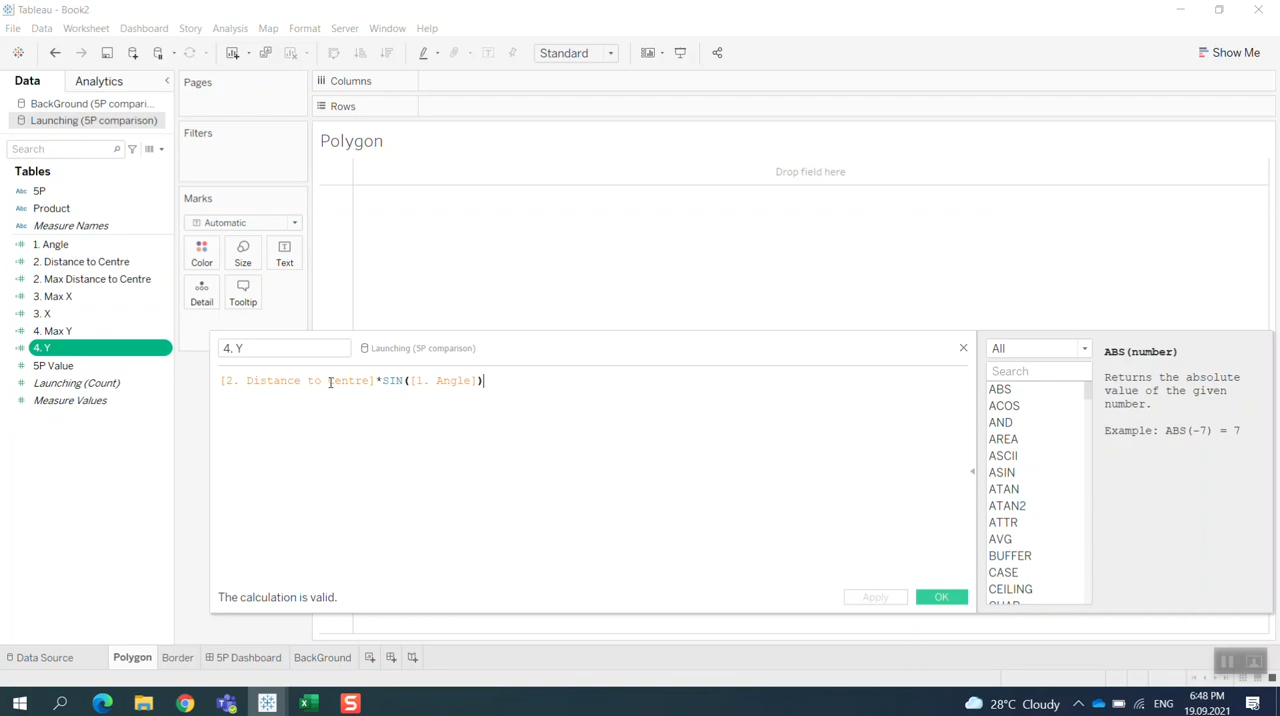 Tableau - Book2
File Data Worksheet Dashboard Story Analysis Map Format Server Window Help
Standard
Show Me
Data Analytics
BackGround (5P compari...
Launching (5P comparison)
Search
Tables
Abc 5P
Abc Product
Abc Measure Names
1. Angle
2. Distance to Centre
2. Max Distance to Centre
3. Max X
3. X
4. Max Y
4. Y
5P Value
Launching (Count)
Measure Values
Pages
Filters
Marks
Automatic
Color Size Text
Detail Tooltip
Columns
Rows
Polygon
Drop field here
4. Y
Launching (5P comparison)
[2. Distance to Centre]*SIN([1. Angle])
The calculation is valid.
Apply OK
All
Search
ABS
ACOS
AND
AREA
ASCII
ASIN
ATAN
ATAN2
ATTR
AVG
BUFFER
CASE
CEILING
CHAR
ABS(number)
Returns the absolute
value of the given
number.
Example: ABS(-7) = 7
Data Source Polygon Border 5P Dashboard BackGround
28°C Cloudy
ENG
6:48 PM
19.09.2021